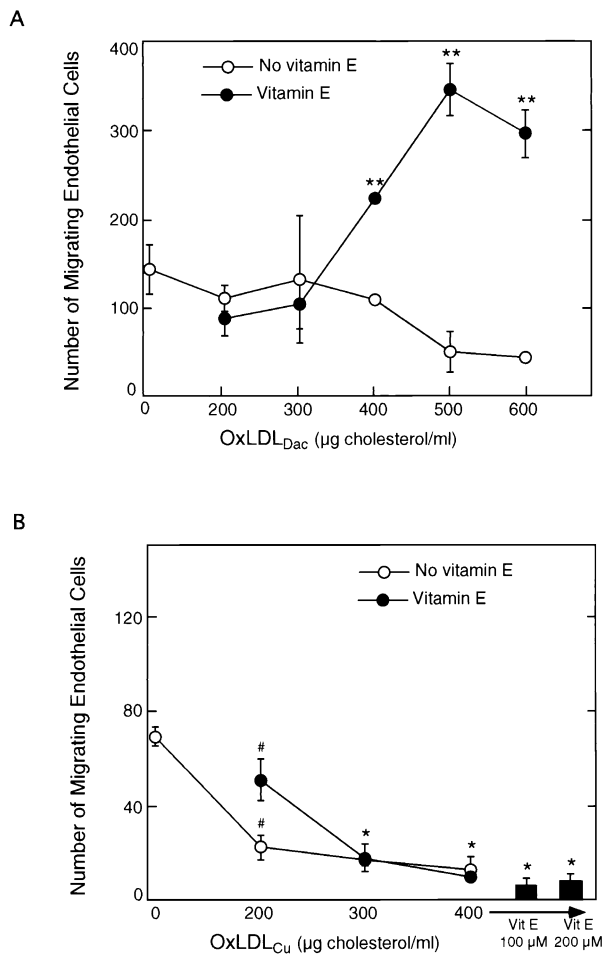 A
Number of Migrating Endothelial Cells
400
300
200
100
0
No vitamin E
Vitamin E
**
**
**
0 200 300 400 500 600
OxLDLDac (µg cholesterol/ml)
B
Number of Migrating Endothelial Cells
120
80
40
0
No vitamin E
Vitamin E
#
#
*
*
*
*
0 200 300 400
Vit E Vit E
100 µM 200 µM
OxLDLCu (µg cholesterol/ml)